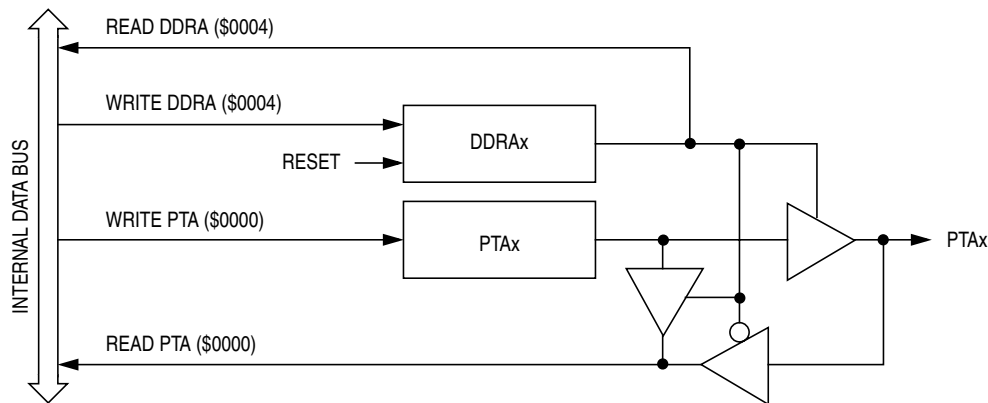 READ DDRA ($0004)
WRITE DDRA ($0004)
DDRAx
RESET
INTERNAL DATA BUS
WRITE PTA ($0000)
PTAx
PTAx
READ PTA ($0000)